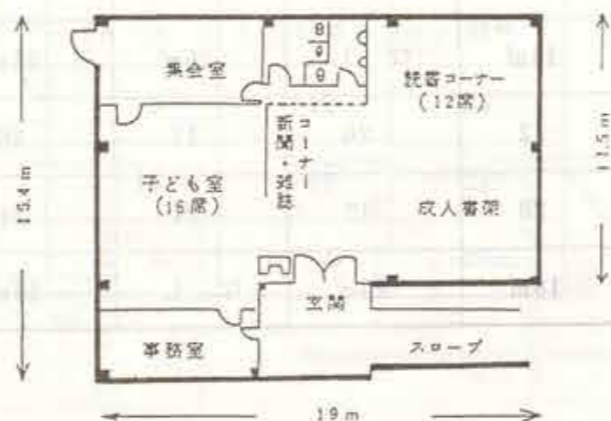 集会室
読書コーナー
(12席)
新聞・雑誌
コーナー
子ども室
(16席)
成人書架
玄関
事務室
スロープ
15.4m
11.5m
19m